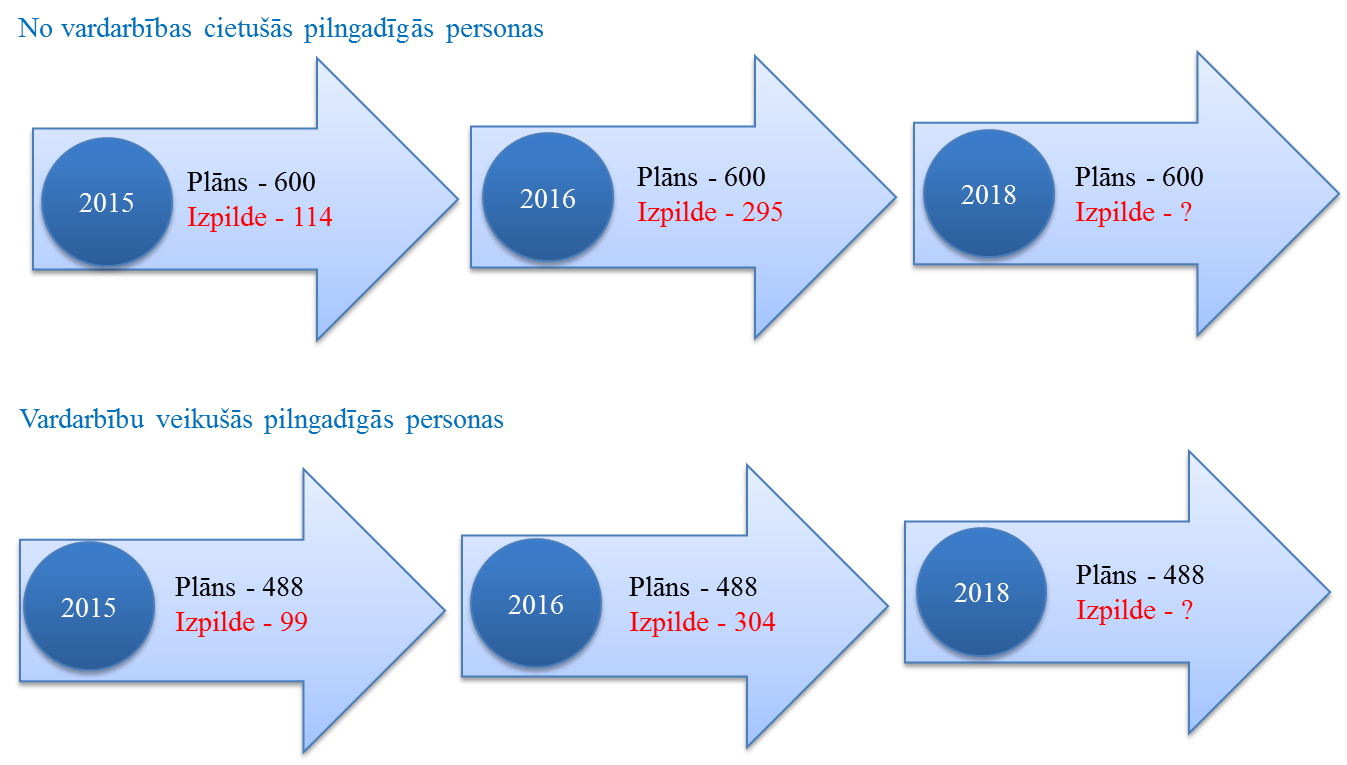 No vardarbības cietušās pilngadīgās personas
2015
Plāns - 600
Izpilde - 114
2016
Plāns - 600
Izpilde - 295
2018
Plāns - 600
Izpilde - ?
Vardarbību veikušās pilngadīgās personas
2015
Plāns - 488
Izpilde - 99
2016
Plāns - 488
Izpilde - 304
2018
Plāns - 488
Izpilde - ?